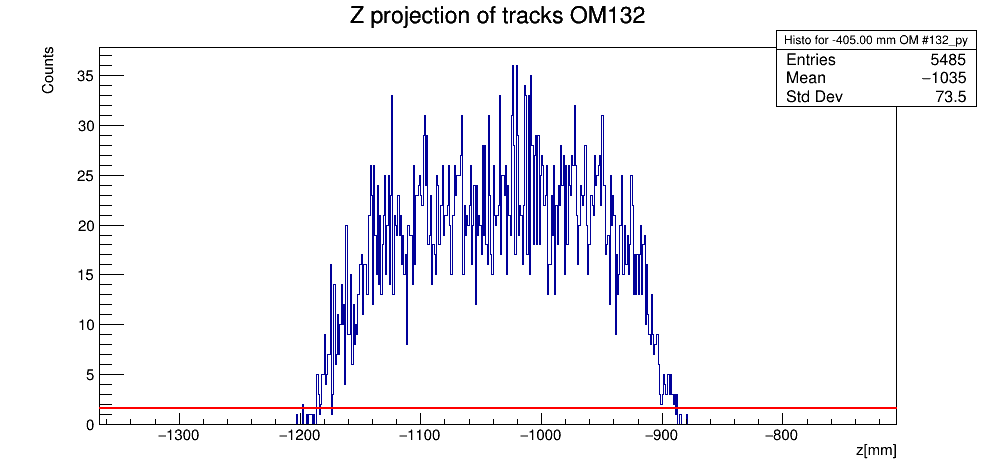 Z projection of tracks OM132
Histo for -405.00 mm OM #132_py
Entries 5485
Mean −1035
Std Dev 73.5
Counts
35
30
25
20
15
10
5
0
−1300 −1200 −1100 −1000 −900 −800
z[mm]